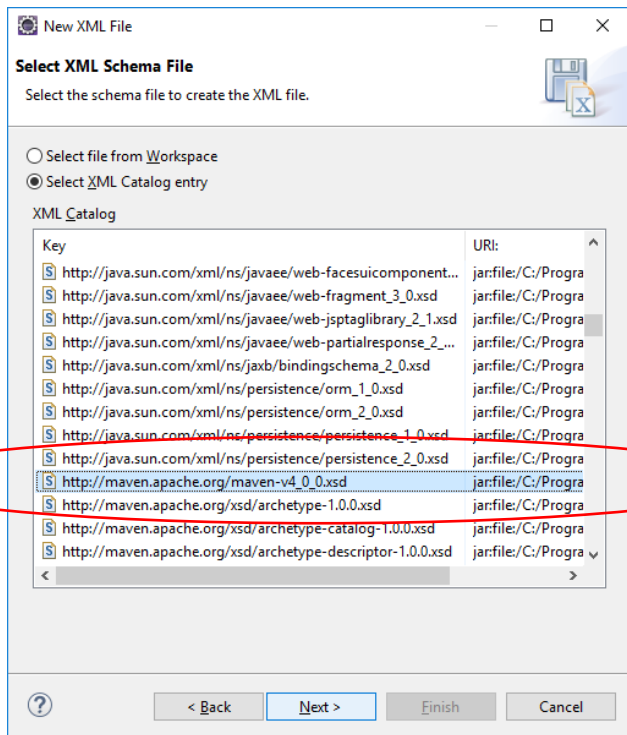 New XML File
Select XML Schema File
Select the schema file to create the XML file.
Select file from Workspace
Select XML Catalog entry
XML Catalog
Key URI:
http://java.sun.com/xml/ns/javaee/web-facesuicomponent... jar:file:/C:/Progra
http://java.sun.com/xml/ns/javaee/web-fragment_3_0.xsd jar:file:/C:/Progra
http://java.sun.com/xml/ns/javaee/web-jsptaglibrary_2_1.xsd jar:file:/C:/Progra
http://java.sun.com/xml/ns/javaee/web-partialresponse_2_... jar:file:/C:/Progra
http://java.sun.com/xml/ns/jaxb/bindingschema_2_0.xsd jar:file:/C:/Progra
http://java.sun.com/xml/ns/persistence/orm_1_0.xsd jar:file:/C:/Progra
http://java.sun.com/xml/ns/persistence/orm_2_0.xsd jar:file:/C:/Progra
http://java.sun.com/xml/ns/persistence/persistence_1_0.xsd jar:file:/C:/Progra
http://java.sun.com/xml/ns/persistence/persistence_2_0.xsd jar:file:/C:/Progra
http://maven.apache.org/maven-v4_0_0.xsd jar:file:/C:/Progra
http://maven.apache.org/xsd/archetype-1.0.0.xsd jar:file:/C:/Progra
http://maven.apache.org/xsd/archetype-catalog-1.0.0.xsd jar:file:/C:/Progra
http://maven.apache.org/xsd/archetype-descriptor-1.0.0.xsd jar:file:/C:/Progra
< Back Next > Finish Cancel